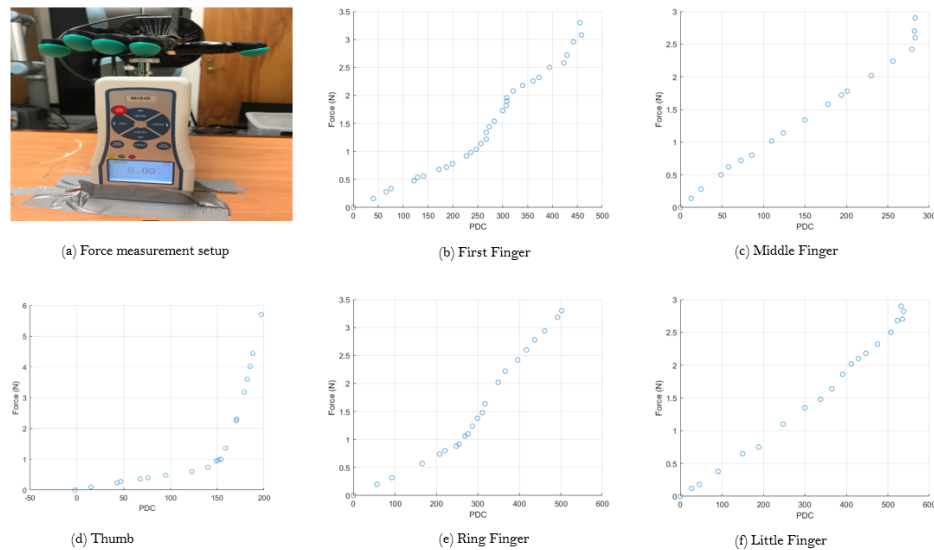 0.00
(a) Force measurement setup
3.5
3
2.5
2
1.5
1
0.5
0
Force (N)
0 50 100 150 200 250 300 350 400 450 500
PDC
(b) First Finger
3
2.5
2
1.5
1
0.5
0
Force (N)
0 50 100 150 200 250 300
PDC
(c) Middle Finger
6
5
4
3
2
1
0
Force (N)
-50 0 50 100 150 200
PDC
(d) Thumb
3.5
3
2.5
2
1.5
1
0.5
0
Force (N)
0 100 200 300 400 500 600
PDC
(e) Ring Finger
3
2.5
2
1.5
1
0.5
0
Force (N)
0 100 200 300 400 500 600
PDC
(f) Little Finger